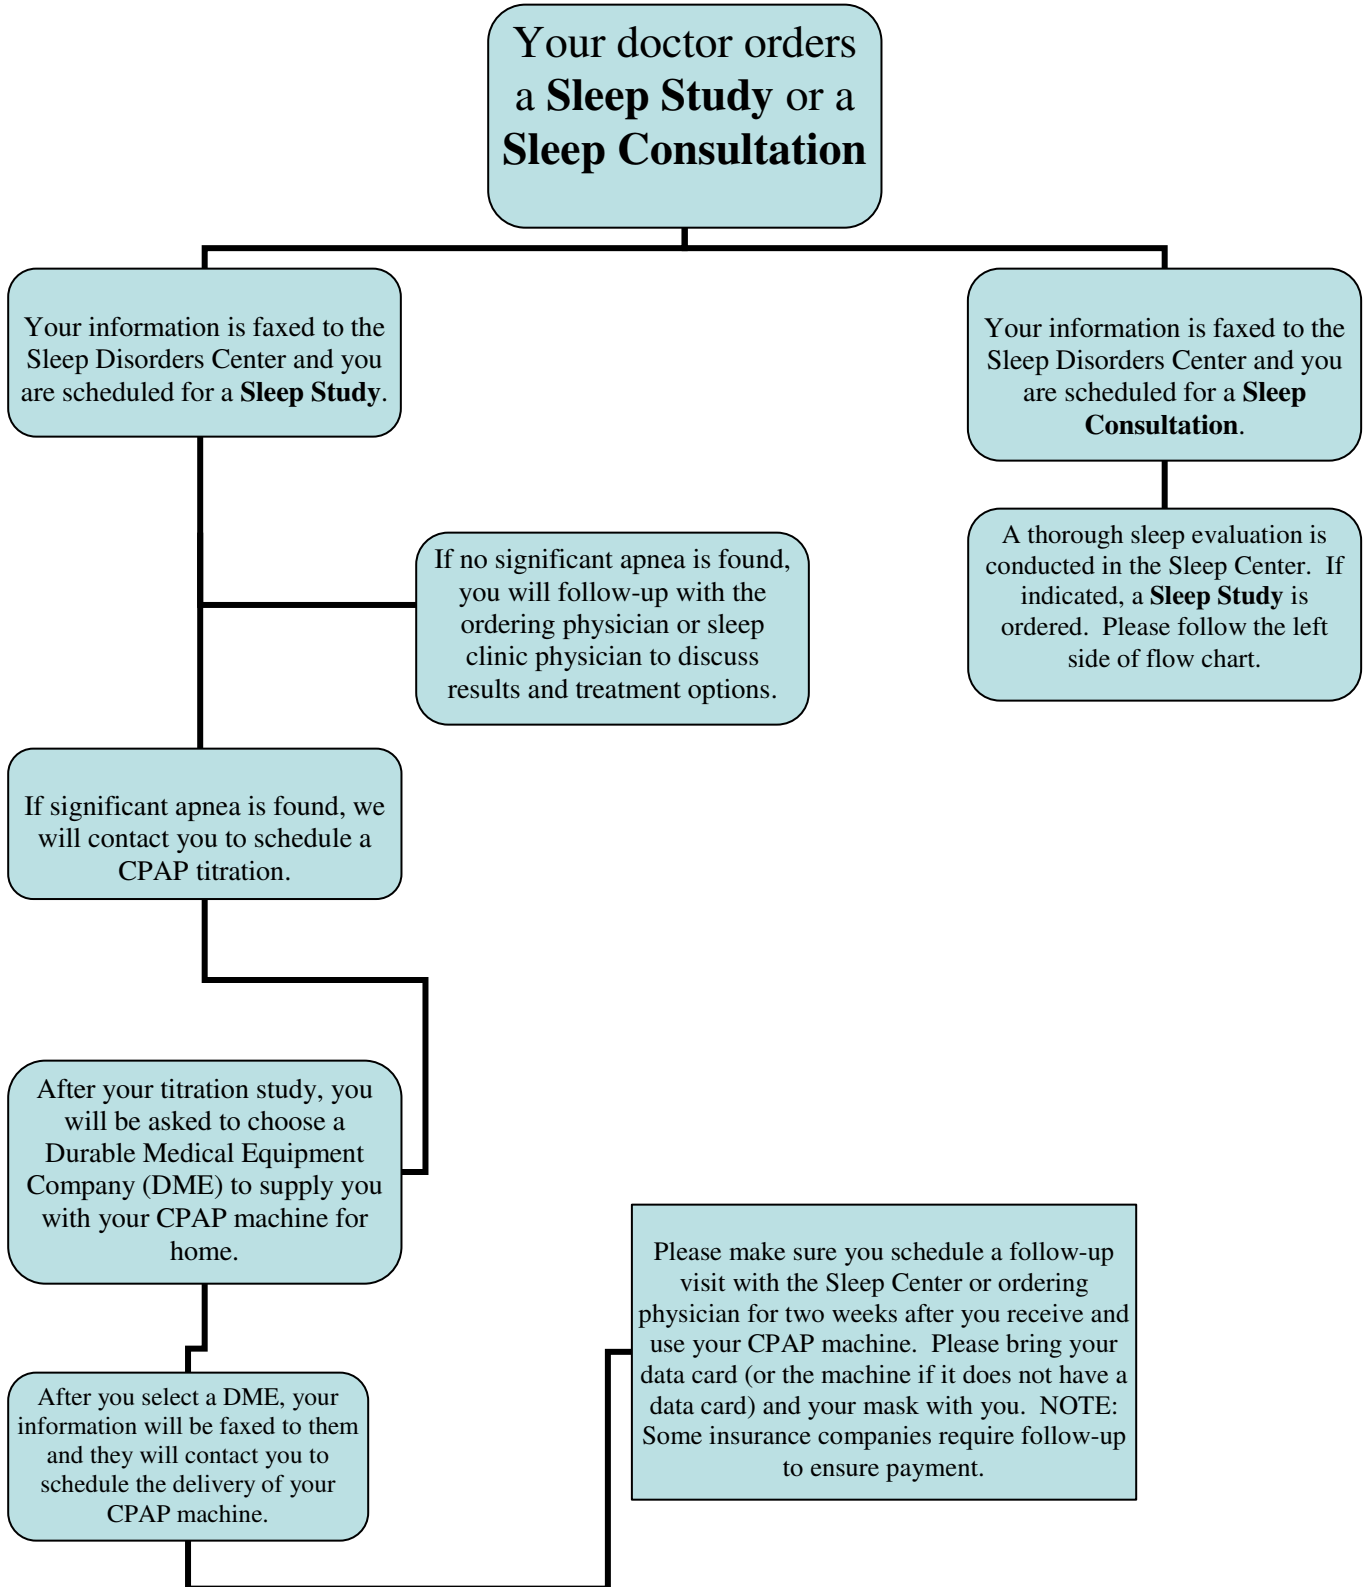 Your doctor orders
a Sleep Study or a
Sleep Consultation
Your information is faxed to the
Sleep Disorders Center and you
are scheduled for a Sleep Study.
Your information is faxed to the
Sleep Disorders Center and you
are scheduled for a Sleep
Consultation.
If no significant apnea is found,
you will follow-up with the
ordering physician or sleep
clinic physician to discuss
results and treatment options.
A thorough sleep evaluation is
conducted in the Sleep Center.  If
indicated, a Sleep Study is
ordered.  Please follow the left
side of flow chart.
If significant apnea is found, we
will contact you to schedule a
CPAP titration.
After your titration study, you
will be asked to choose a
Durable Medical Equipment
Company (DME) to supply you
with your CPAP machine for
home.
After you select a DME, your
information will be faxed to them
and they will contact you to
schedule the delivery of your
CPAP machine.
Please make sure you schedule a follow-up
visit with the Sleep Center or ordering
physician for two weeks after you receive and
use your CPAP machine.  Please bring your
data card (or the machine if it does not have a
data card) and your mask with you.  NOTE:
Some insurance companies require follow-up
to ensure payment.